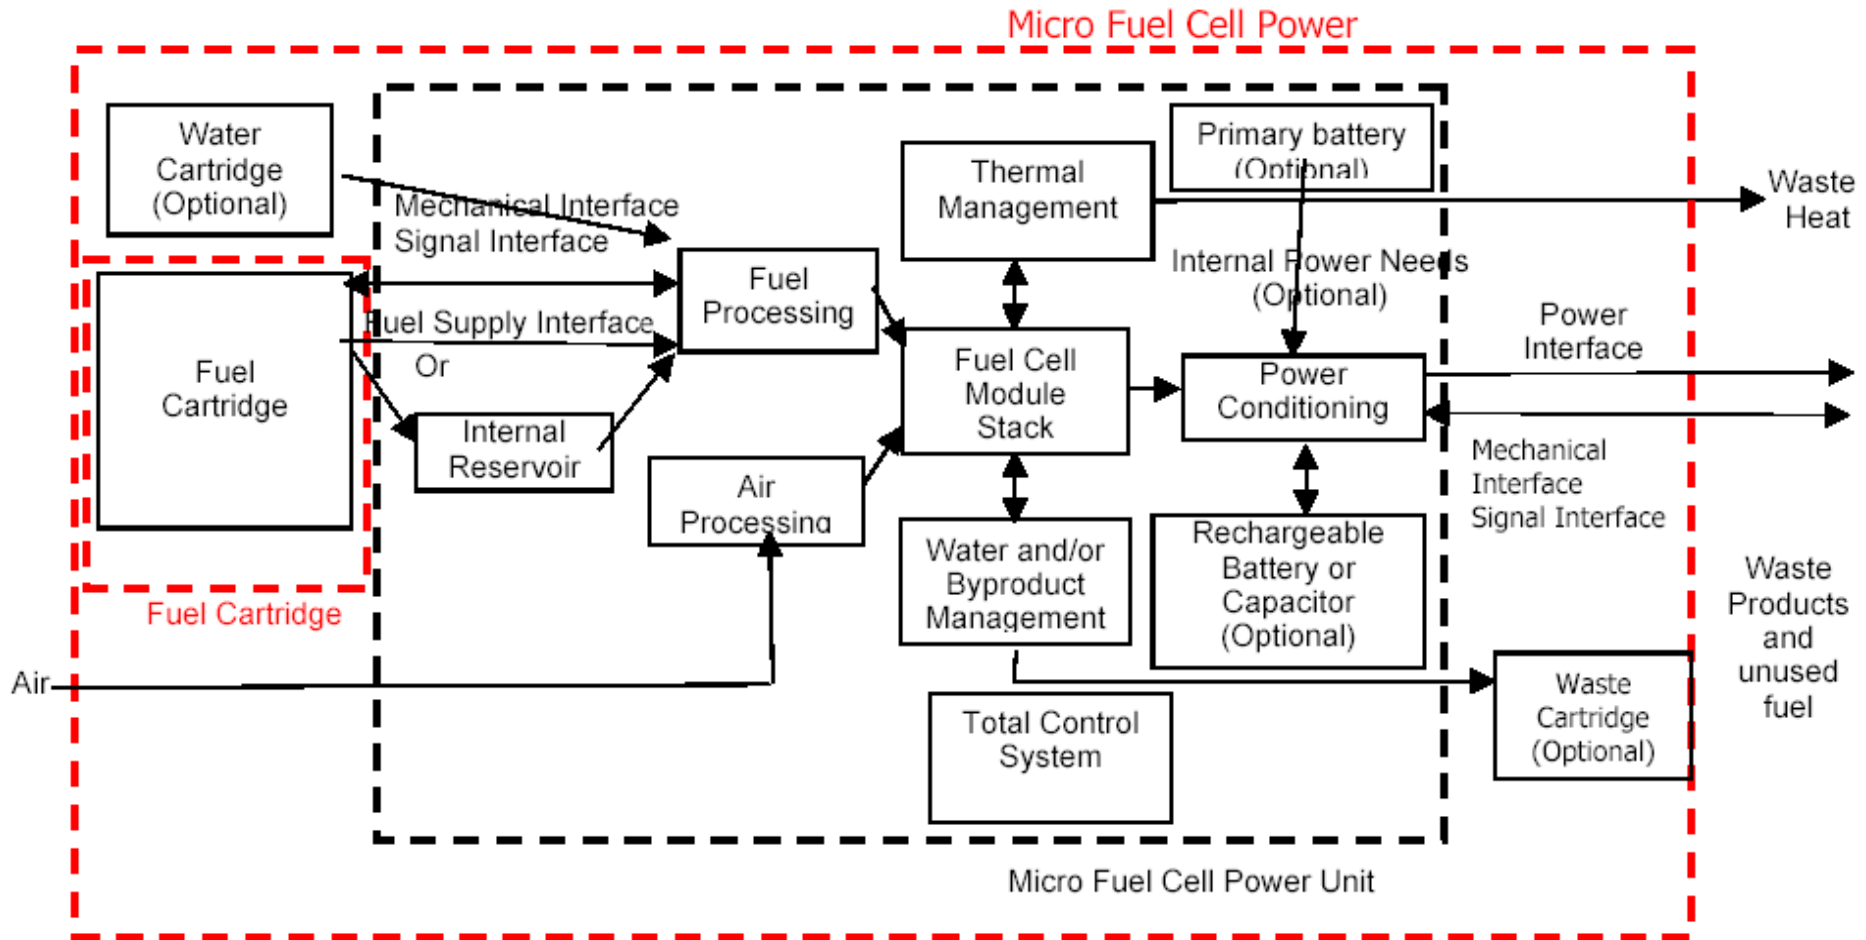 Micro Fuel Cell Power
Water
Cartridge
(Optional)
Mechanical Interface
Signal Interface
Fuel
Cartridge
Fuel Supply Interface
Or
Internal
Reservoir
Fuel Cartridge
Air
Fuel
Processing
Air
Processing
Thermal
Management
Primary battery
(Optional)
Internal Power Needs
(Optional)
Fuel Cell
Module
Stack
Power
Conditioning
Water and/or
Byproduct
Management
Rechargeable
Battery or
Capacitor
(Optional)
Total Control
System
Waste
Heat
Power
Interface
Mechanical
Interface
Signal Interface
Waste
Products
and
unused
fuel
Waste
Cartridge
(Optional)
Micro Fuel Cell Power Unit